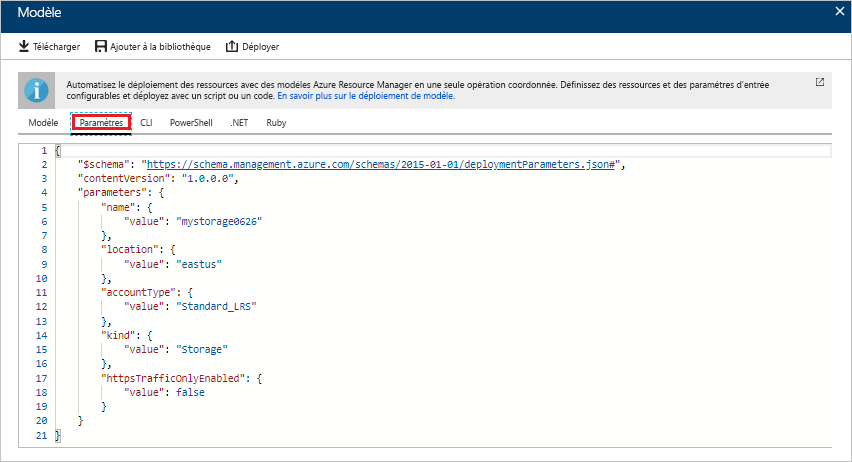 Modèle
Télécharger Ajouter à la bibliothèque Déployer
Automatisez le déploiement des ressources avec des modèles Azure Resource Manager en une seule opération coordonnée. Définissez des ressources et des paramètres d'entrée
configurables et déployez avec un script ou un code. En savoir plus sur le déploiement de modèle.
Modèle Paramètres CLI PowerShell .NET Ruby
1 {
2 "$schema": "https://schema.management.azure.com/schemas/2015-01-01/deploymentParameters.json#",
3 "contentVersion": "1.0.0.0",
4 "parameters": {
5 "name": {
6 "value": "mystorage0626"
7 },
8 "location": {
9 "value": "eastus"
10 },
11 "accountType": {
12 "value": "Standard_LRS"
13 },
14 "kind": {
15 "value": "Storage"
16 },
17 "httpsTrafficOnlyEnabled": {
18 "value": false
19 }
20 }
21 }